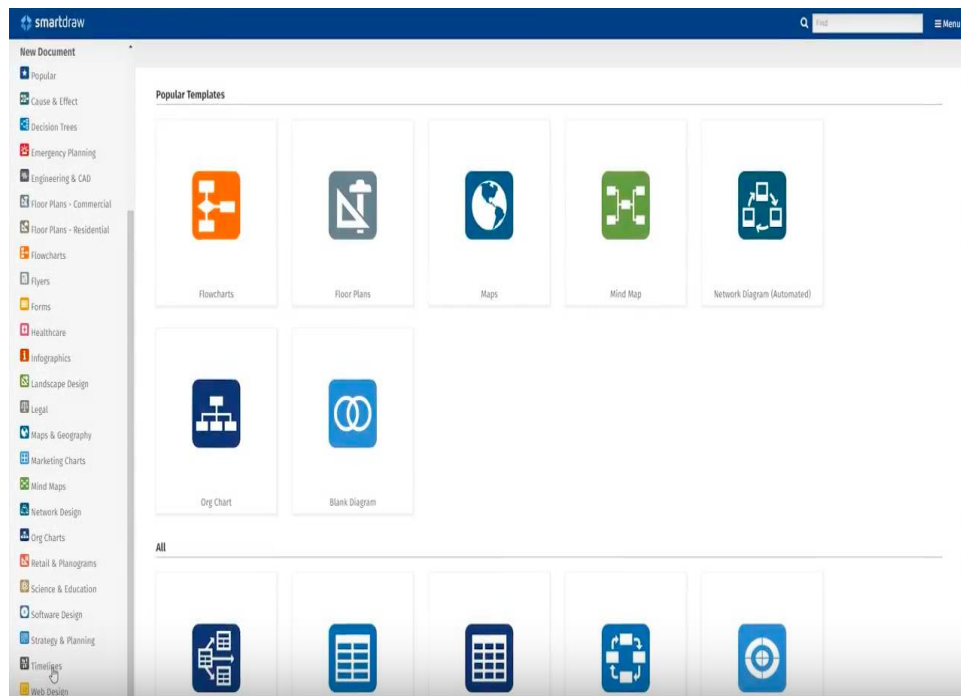 smartdraw
Find
Menu
New Document
Popular
Cause & Effect
Decision Trees
Emergency Planning
Engineering & CAD
Floor Plans - Commercial
Floor Plans - Residential
Flowcharts
Flyers
Forms
Healthcare
Infographics
Landscape Design
Legal
Maps & Geography
Marketing Charts
Mind Maps
Network Design
Org Charts
Retail & Planograms
Science & Education
Software Design
Strategy & Planning
Timelines
Web Design
Popular Templates
Flowcharts
Floor Plans
Maps
Mind Map
Network Diagram (Automated)
Org Chart
Blank Diagram
All